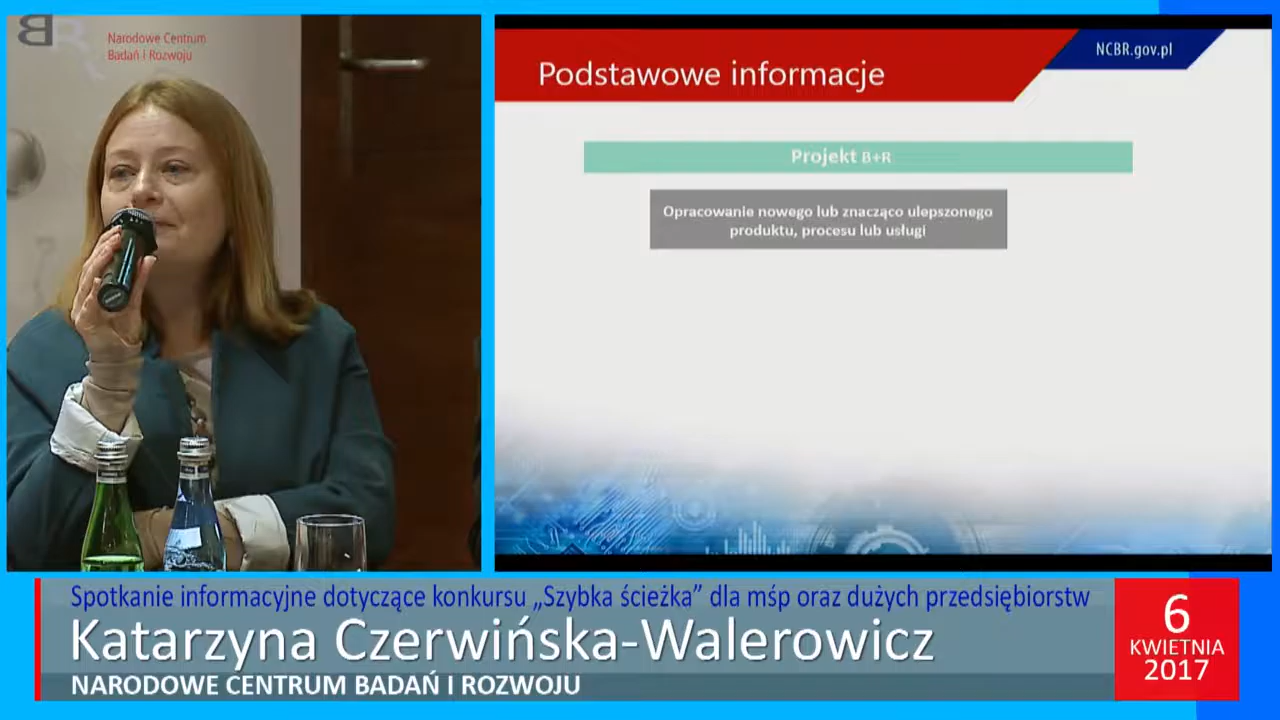 BR
Narodowe Centrum
Badań i Rozwoju
NCBR.gov.pl
Podstawowe informacje
Projekt B+R
Opracowanie nowego lub znacząco ulepszonego
produktu, procesu lub usługi
Spotkanie informacyjne dotyczące konkursu „Szybka ścieżka” dla mśp oraz dużych przedsiębiorstw
Katarzyna Czerwińska-Walerowicz
NARODOWE CENTRUM BADAŃ I ROZWOJU
6
KWIETNIA
2017